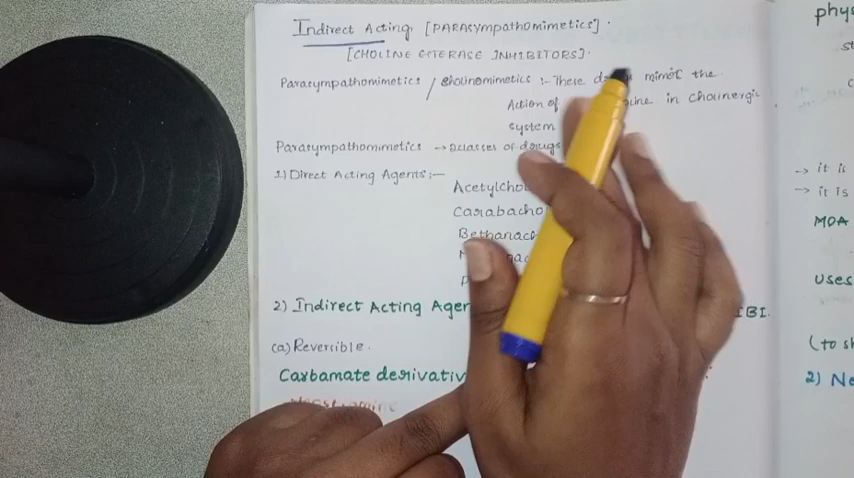 Indirect Acting [PARASympathomimetics].
[CHOLINE ESTERASE INHIBITORS].
Parasympathomimetics / Cholinomimetics :- These mimic the
Action of in Cholinergic
System
Parasympathomimetics → 2 classes of drugs
1) Direct Acting Agents :-
Acetylcho
Carabacho
Bethanac
2) Indirect Acting Agen IBI.
(a) Reversible.
Carbamate derivativ
phys
→ it is
→ it is
MOA
Uses
(to s
2) Ne